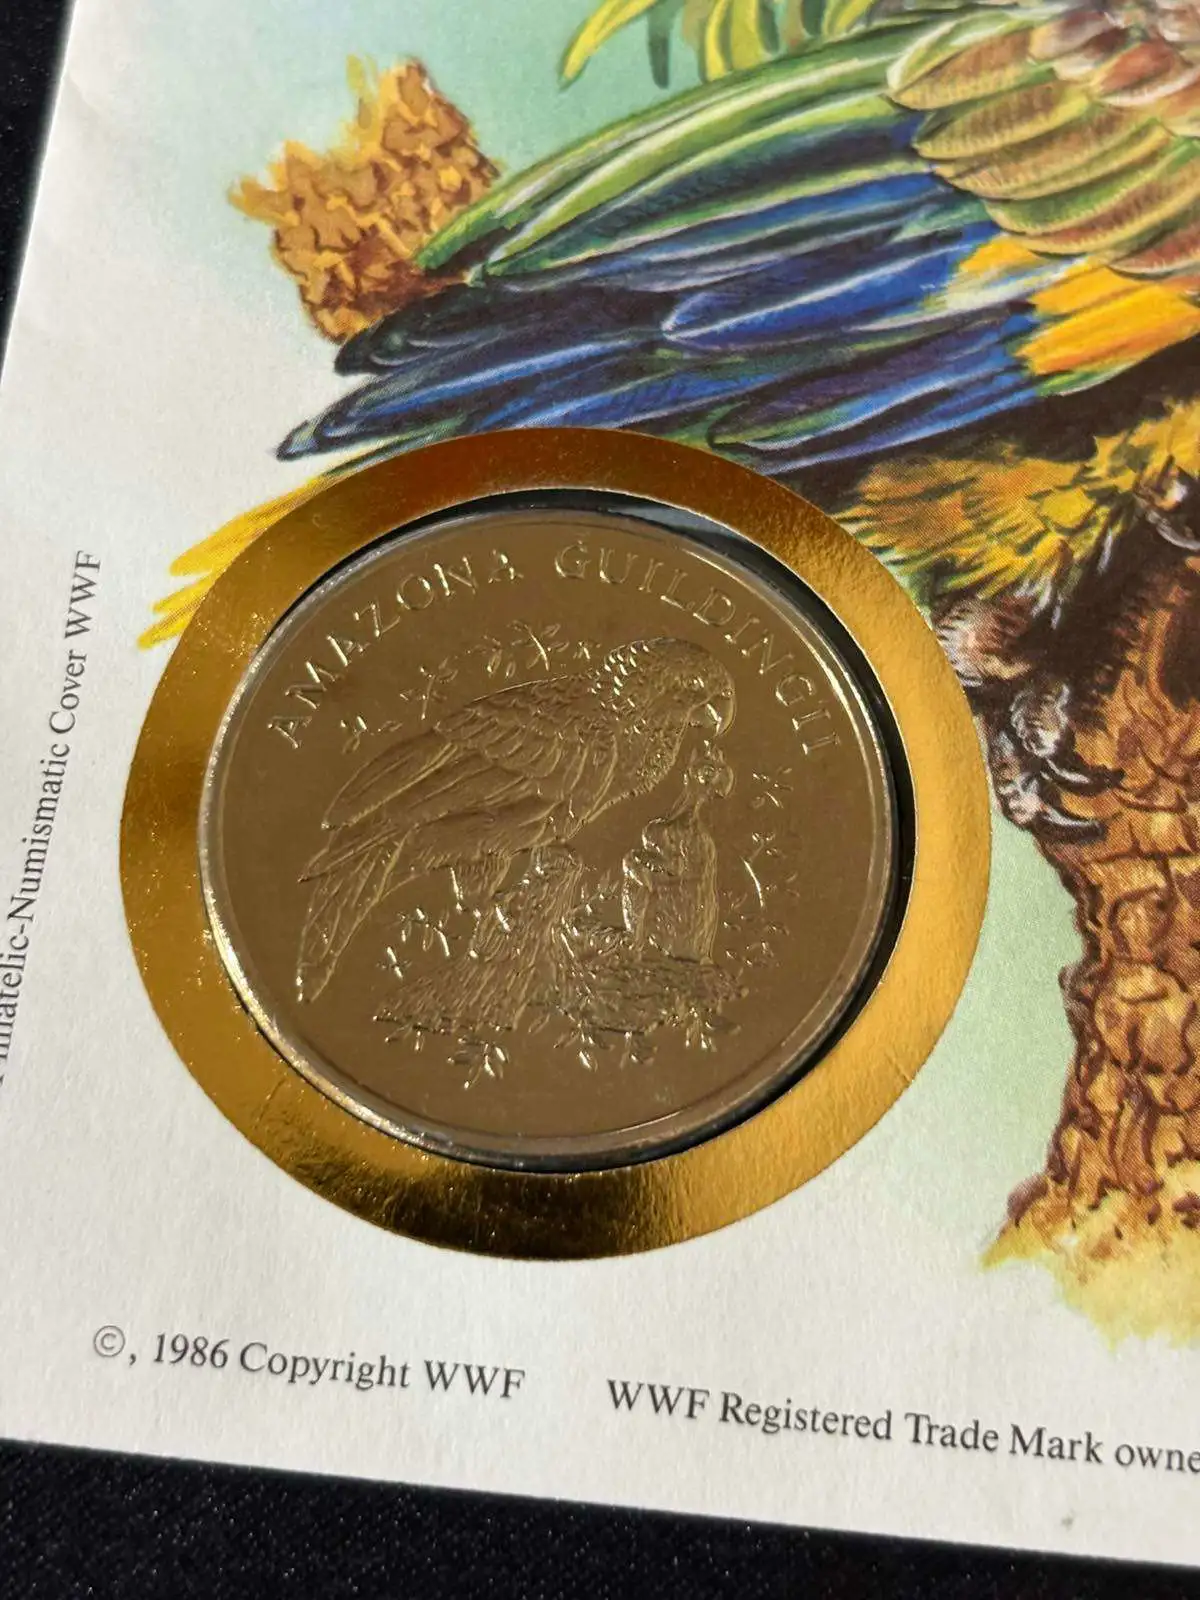 Philatelic-Numismatic Cover WWF
AMAZONA GUILDINGII
©, 1986 Copyright WWF
WWF Registered Trade Mark owne